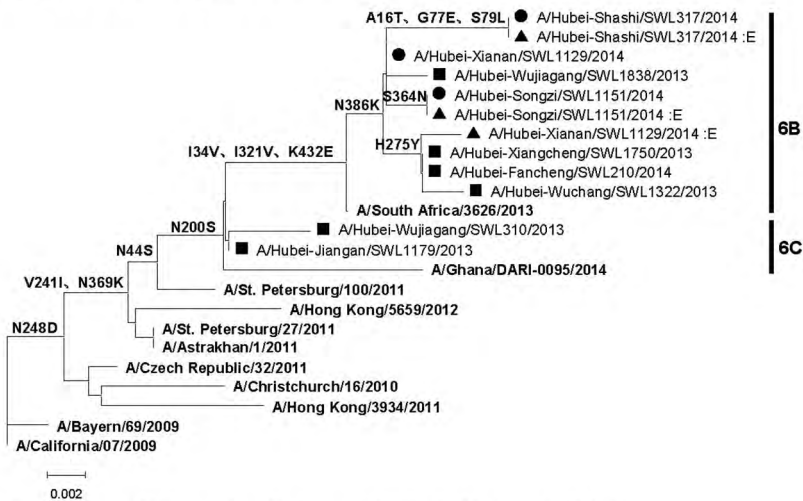 A16T、G77E、S79L
A/Hubei-Shashi/SWL317/2014
A/Hubei-Shashi/SWL317/2014 :E
A/Hubei-Xianan/SWL1129/2014
A/Hubei-Wujiagang/SWL1838/2013
S364N
A/Hubei-Songzi/SWL1151/2014
N386K
A/Hubei-Songzi/SWL1151/2014 :E
6B
A/Hubei-Xianan/SWL1129/2014 :E
H275Y
A/Hubei-Xiangcheng/SWL1750/2013
I34V、I321V、K432E
A/Hubei-Fancheng/SWL210/2014
A/Hubei-Wuchang/SWL1322/2013
A/South Africa/3626/2013
N200S
A/Hubei-Wujiagang/SWL310/2013
6C
N44S
A/Hubei-Jiangan/SWL1179/2013
A/Ghana/DARI-0095/2014
V241I、N369K
A/St. Petersburg/100/2011
A/Hong Kong/5659/2012
N248D
A/St. Petersburg/27/2011
A/Astrakhan/1/2011
A/Czech Republic/32/2011
A/Christchurch/16/2010
A/Hong Kong/3934/2011
A/Bayern/69/2009
A/California/07/2009
0.002